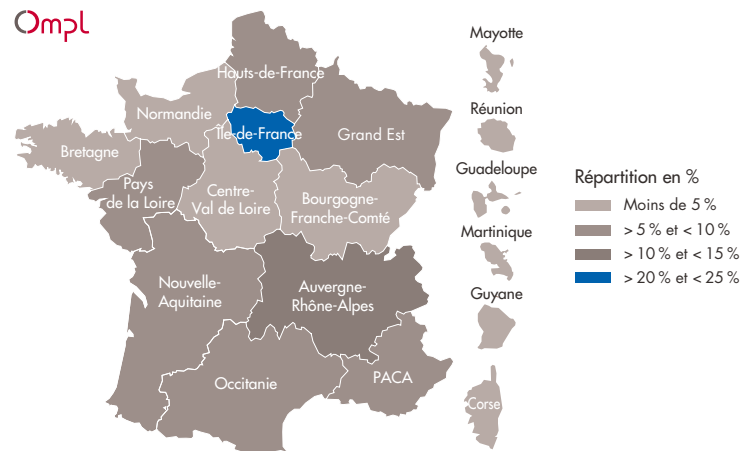 Ompl
Mayotte
Hauts-de-France
Réunion
Normandie
Île-de-France
Grand Est
Bretagne
Guadeloupe
Pays
de la Loire
Centre-
Val de Loire
Bourgogne-
Franche-Comté
Répartition en %
Moins de 5 %
> 5 % et < 10 %
> 10 % et < 15 %
> 20 % et < 25 %
Martinique
Nouvelle-
Aquitaine
Auvergne-
Rhône-Alpes
Guyane
Occitanie
PACA
Corse